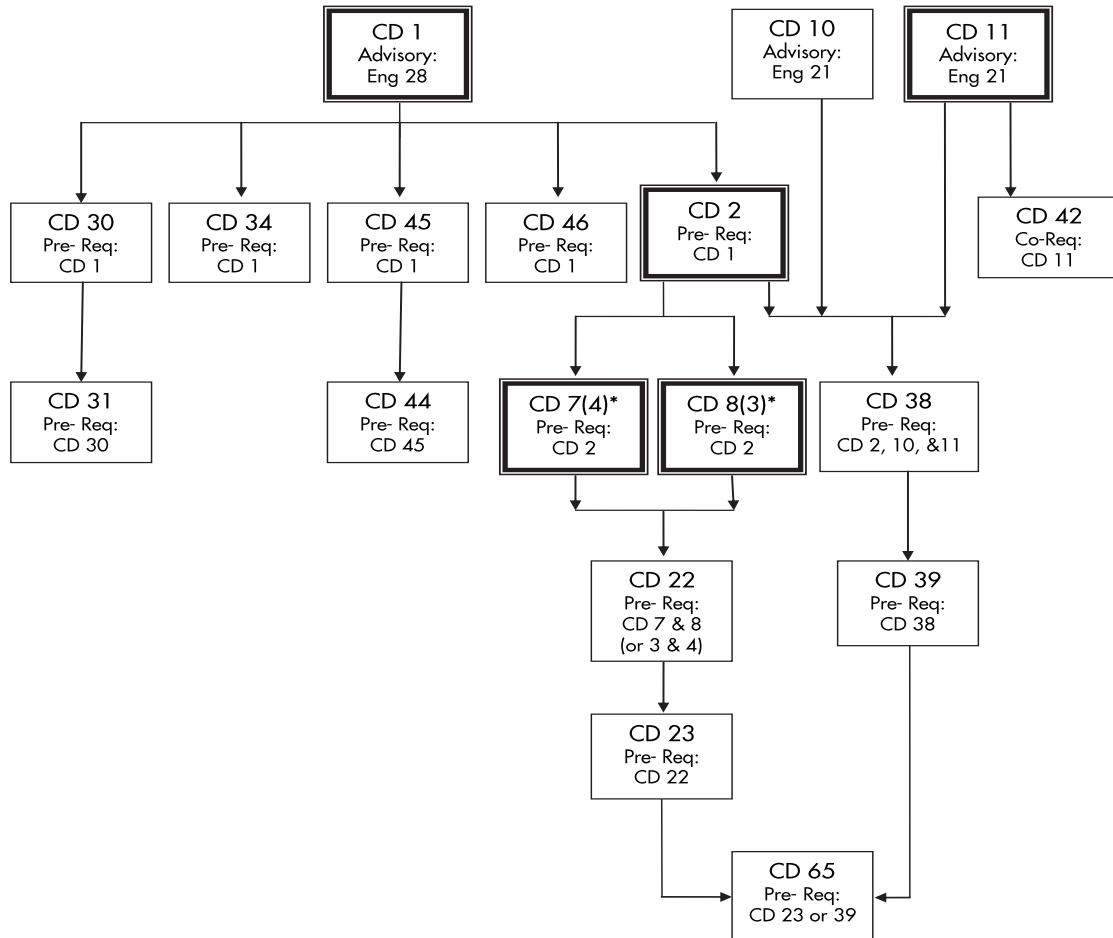 CD 1
Advisory:
Eng 28
CD 10
Advisory:
Eng 21
CD 11
Advisory:
Eng 21
CD 30
Pre- Req:
CD 1
CD 34
Pre- Req:
CD 1
CD 45
Pre- Req:
CD 1
CD 46
Pre- Req:
CD 1
CD 2
Pre- Req:
CD 1
CD 42
Co-Req:
CD 11
CD 31
Pre- Req:
CD 30
CD 44
Pre- Req:
CD 45
CD 7(4)*
Pre- Req:
CD 2
CD 8(3)*
Pre- Req:
CD 2
CD 38
Pre- Req:
CD 2, 10, &11
CD 22
Pre- Req:
CD 7 & 8
(or 3 & 4)
CD 39
Pre- Req:
CD 38
CD 23
Pre- Req:
CD 22
CD 65
Pre- Req:
CD 23 or 39